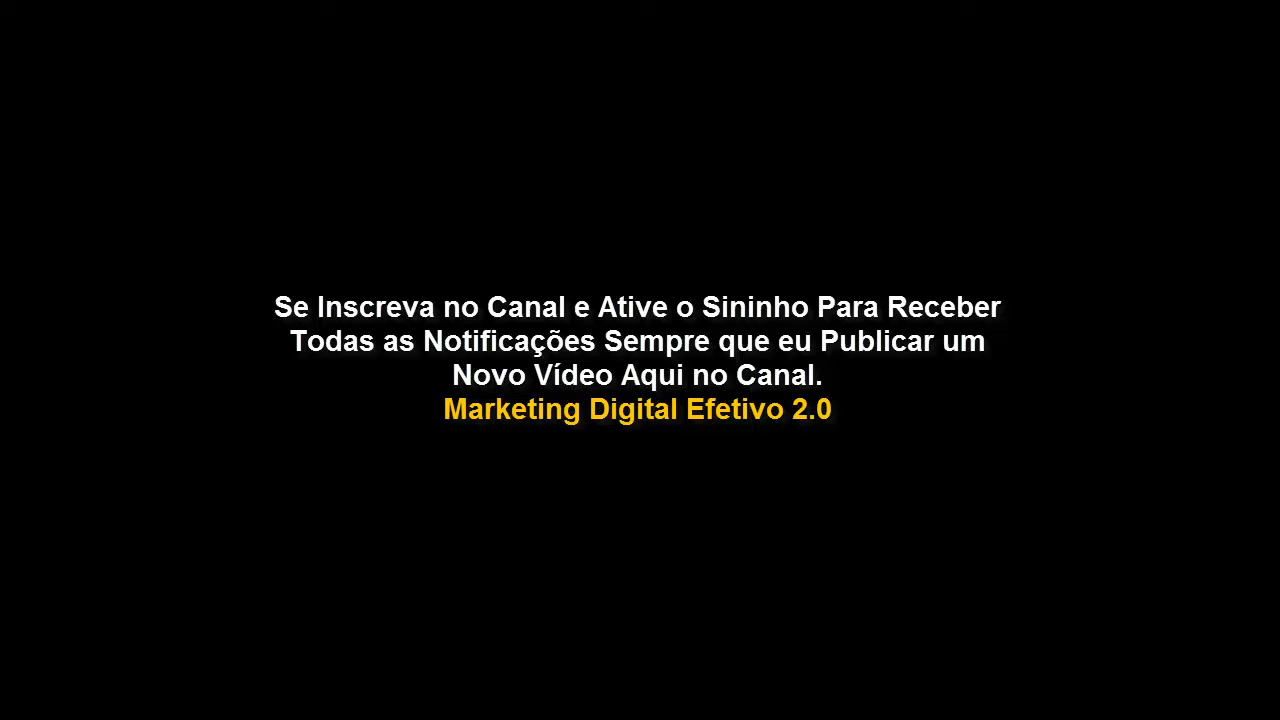 Se Inscreva no Canal e Ative o Sininho Para Receber
Todas as Notificações Sempre que eu Publicar um
Novo Vídeo Aqui no Canal.
Marketing Digital Efetivo 2.0